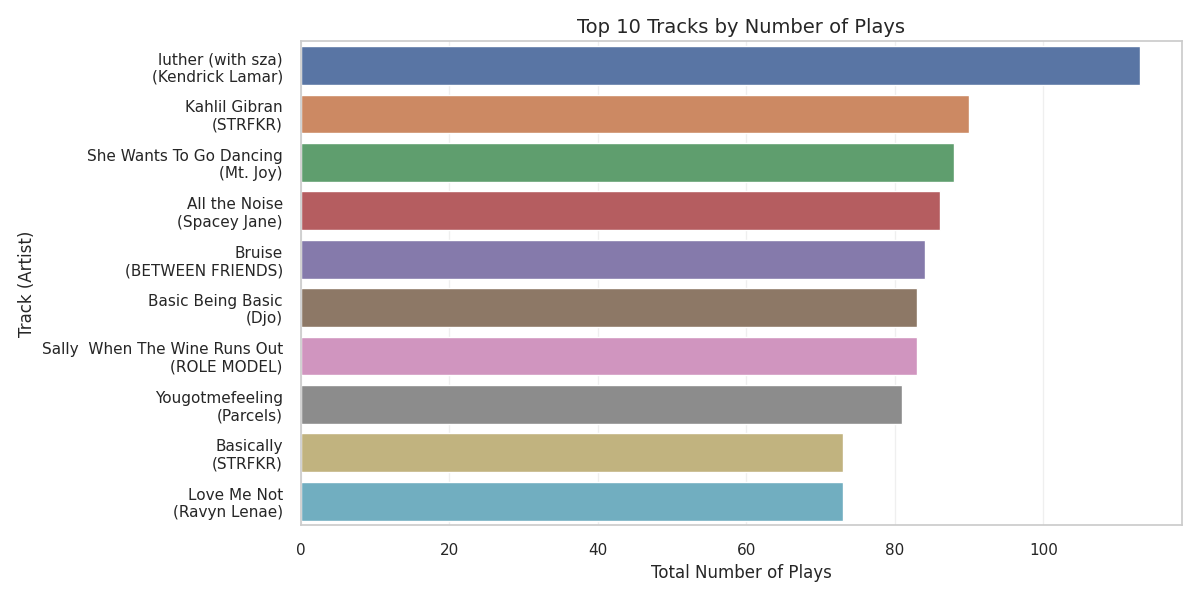 Top 10 Tracks by Number of Plays
luther (with sza)
(Kendrick Lamar)
Kahlil Gibran
(STRFKR)
She Wants To Go Dancing
(Mt. Joy)
All the Noise
(Spacey Jane)
Bruise
(BETWEEN FRIENDS)
Basic Being Basic
(Djo)
Sally  When The Wine Runs Out
(ROLE MODEL)
Yougotmefeeling
(Parcels)
Basically
(STRFKR)
Love Me Not
(Ravyn Lenae)
Track (Artist)
0 20 40 60 80 100
Total Number of Plays